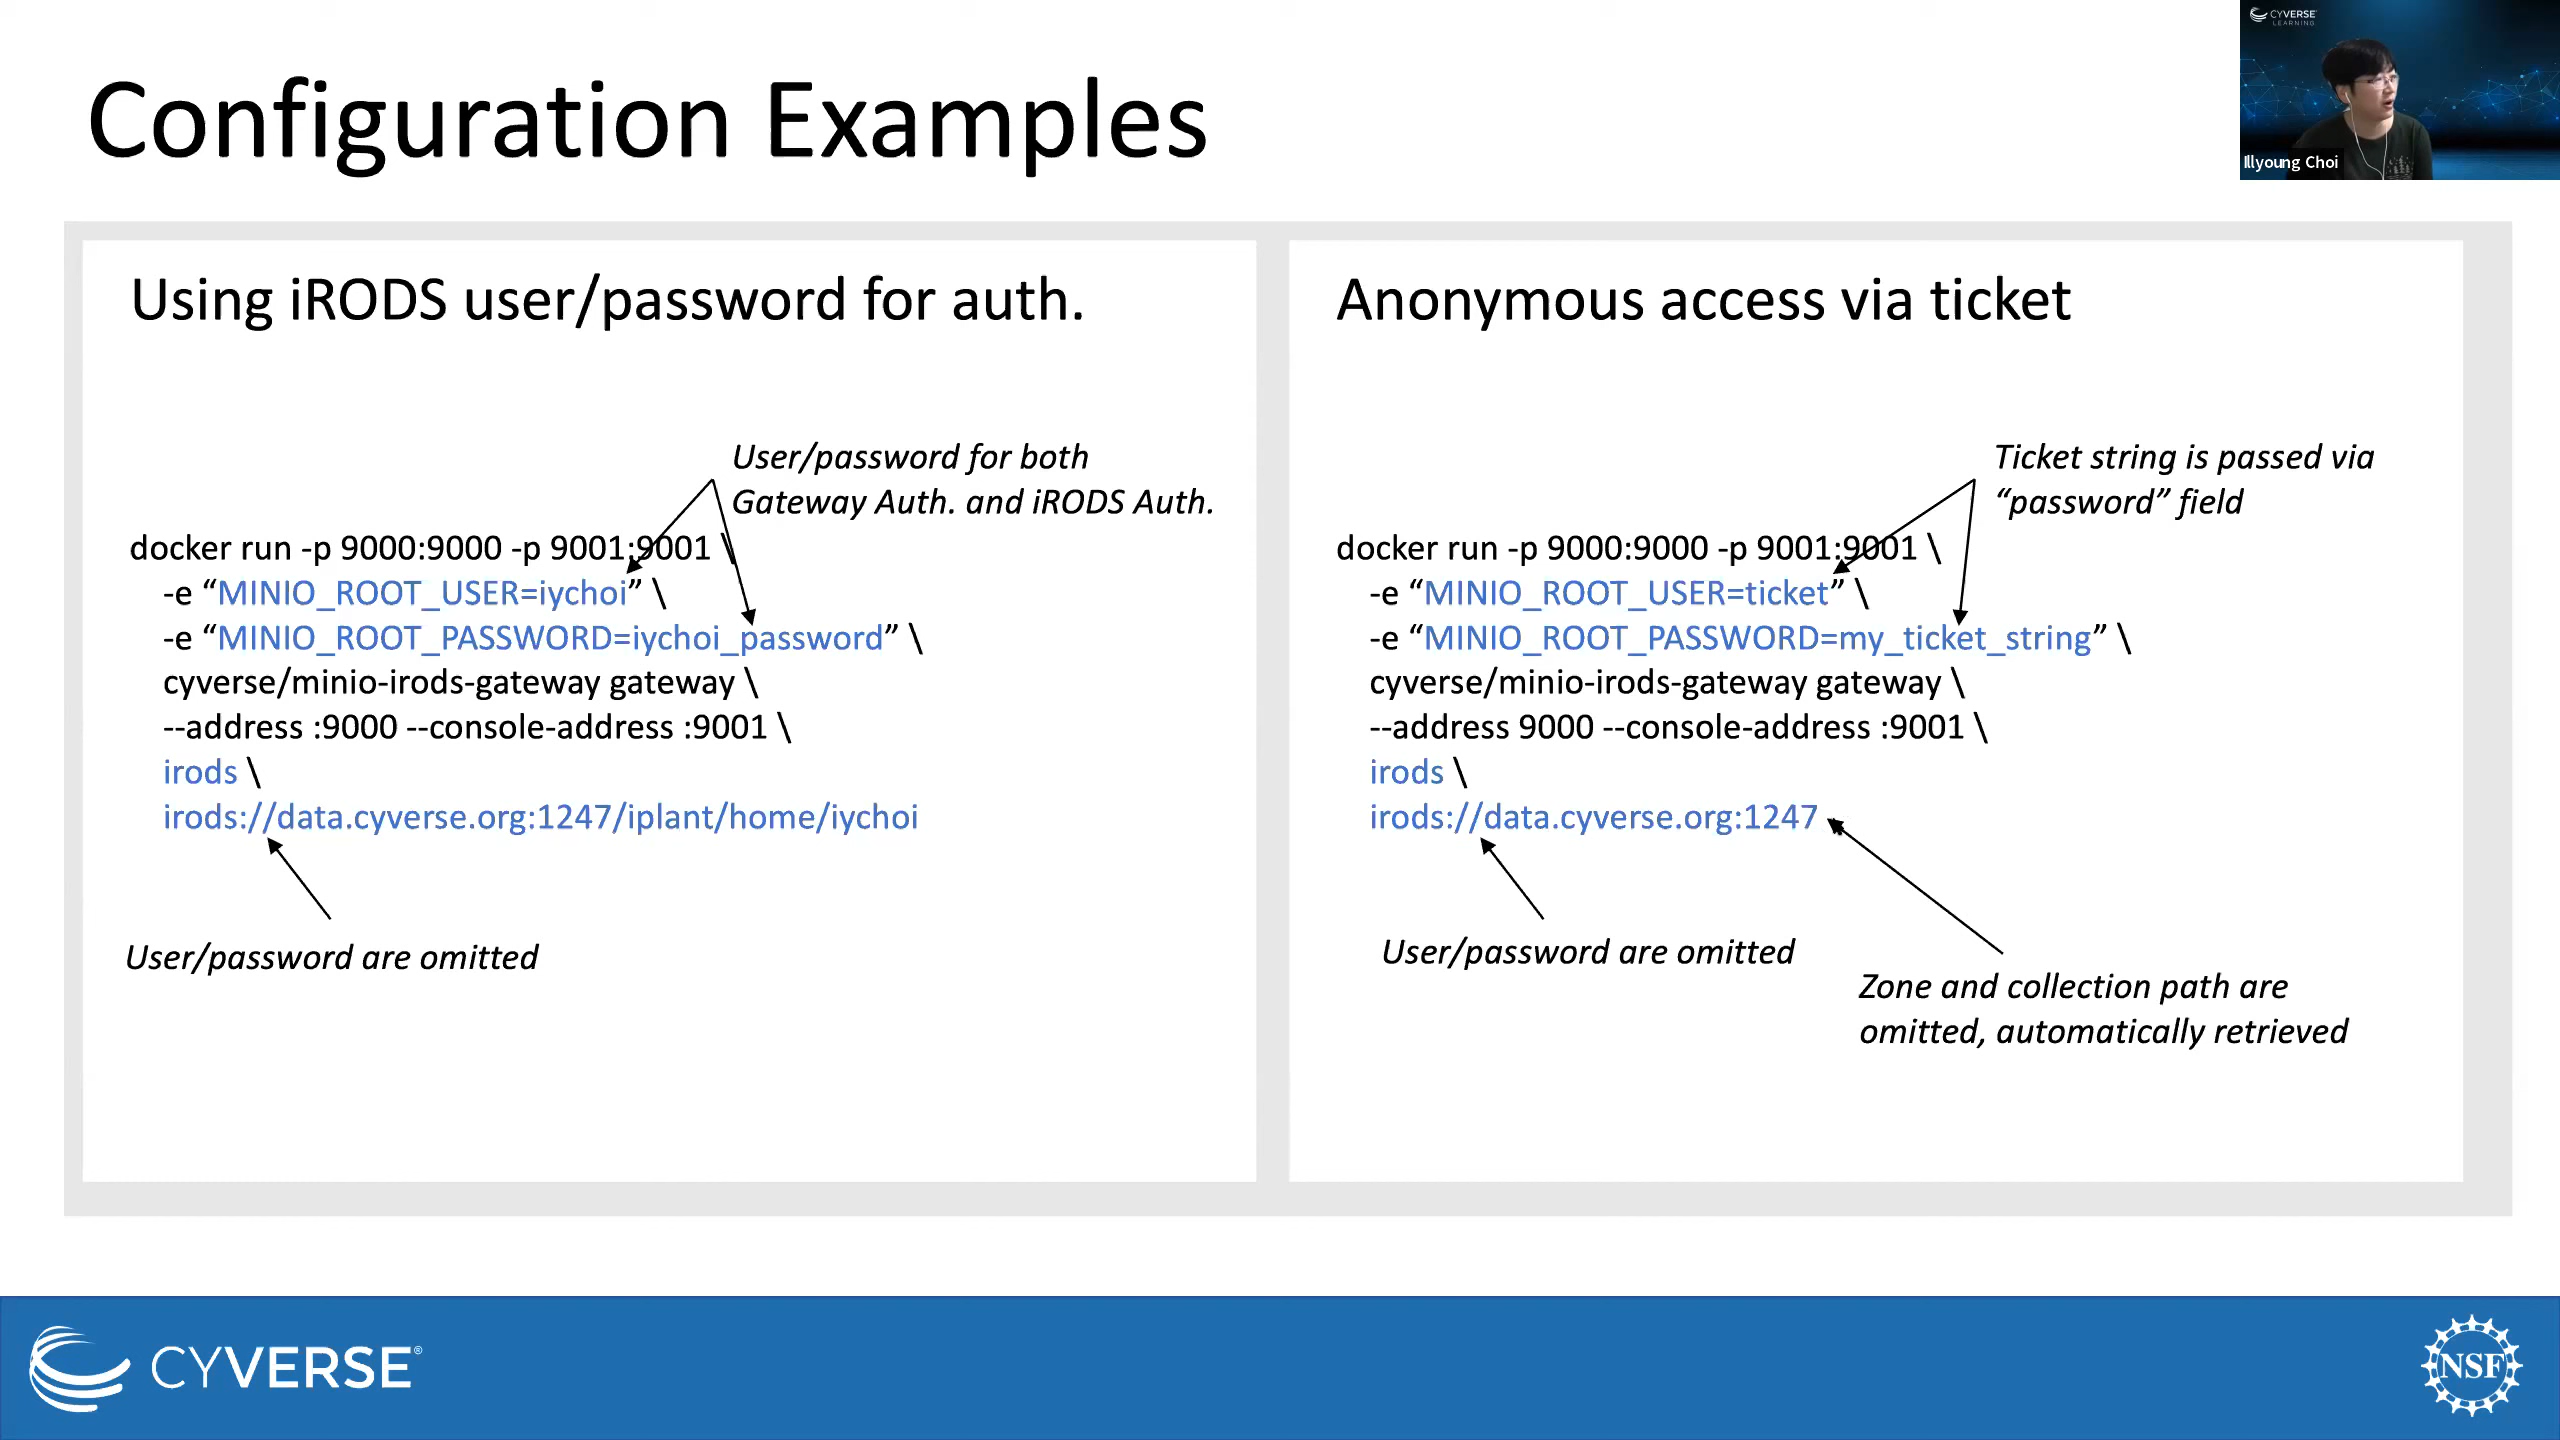 Configuration Examples
CYVERSE
LEARNING
Illyoung Choi
Using iRODS user/password for auth.
User/password for both
Gateway Auth. and iRODS Auth.
docker run -p 9000:9000 -p 9001:9001 \
-e “MINIO_ROOT_USER=iychoi” \
-e “MINIO_ROOT_PASSWORD=iychoi_password” \
cyverse/minio-irods-gateway gateway \
--address :9000 --console-address :9001 \
irods \
irods://data.cyverse.org:1247/iplant/home/iychoi
User/password are omitted
Anonymous access via ticket
Ticket string is passed via
“password” field
docker run -p 9000:9000 -p 9001:9001 \
-e “MINIO_ROOT_USER=ticket” \
-e “MINIO_ROOT_PASSWORD=my_ticket_string” \
cyverse/minio-irods-gateway gateway \
--address 9000 --console-address :9001 \
irods \
irods://data.cyverse.org:1247
User/password are omitted
Zone and collection path are
omitted, automatically retrieved
CYVERSE®
NSF